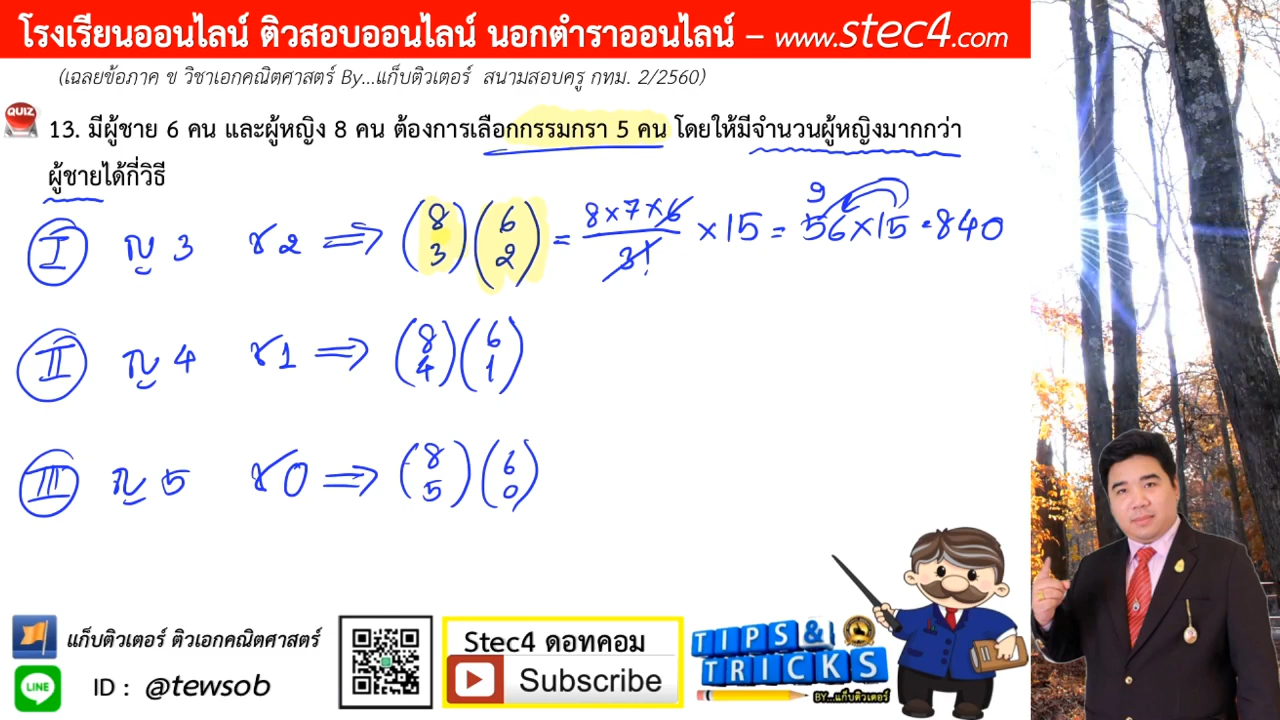 โรงเรียนออนไลน์ ติวสอบออนไลน์ นอกตำราออนไลน์ – www.stec4.com
(เฉลยข้อภาค ข วิชาเอกคณิตศาสตร์ By...แก็บติวเตอร์ สนามสอบครู กทม. 2/2560)
QUIZ
13. มีผู้ชาย 6 คน และผู้หญิง 8 คน ต้องการเลือกกรรมกรา 5 คน โดยให้มีจำนวนผู้หญิงมากกว่า
ผู้ชายได้กี่วิธี
I ญ 3 ช 2 ⇒ (8 3)(6 2) = 8×7×6/3! × 15 = 56×15 = 840
II ญ 4 ช 1 ⇒ (8 4)(6 1)
III ญ 5 ช 0 ⇒ (8 5)(6 0)
แก็บติวเตอร์ ติวเอกคณิตศาสตร์
LINE
ID : @tewsob
Stec4 ดอทคอม
Subscribe
TIPS &
TRICKS
BY...แก็บติวเตอร์